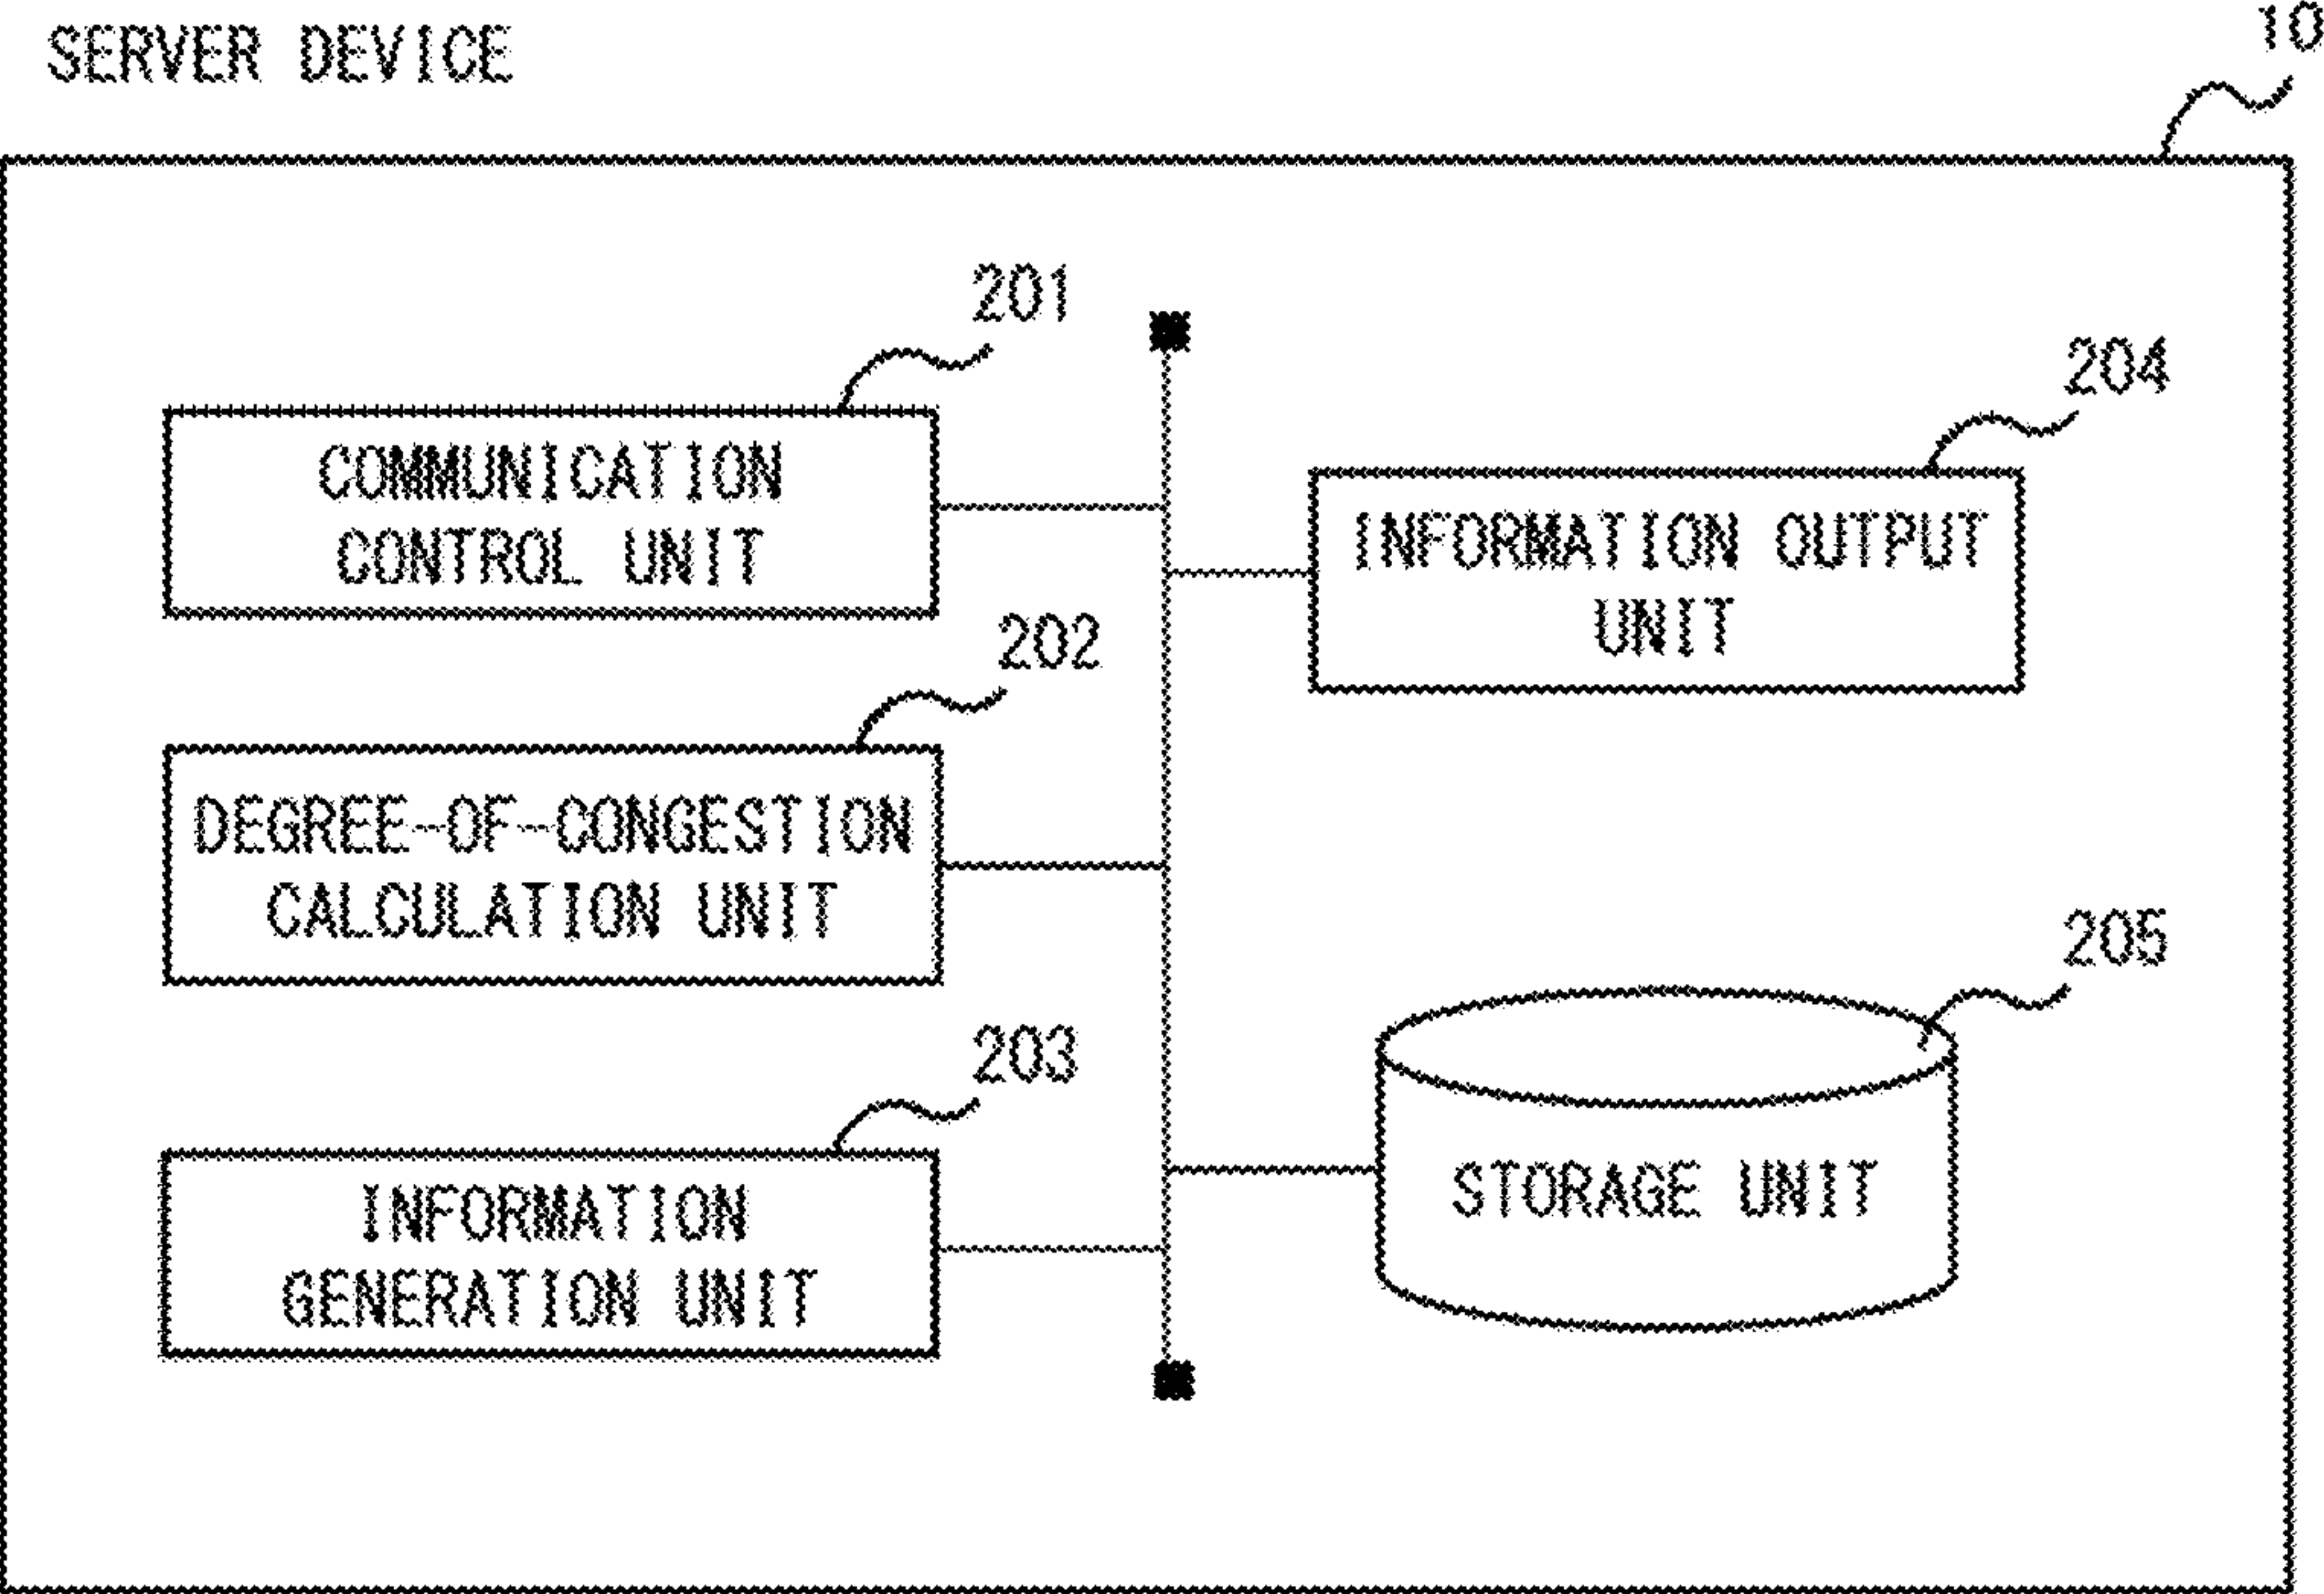 SERVER DEVICE
10
201
COMMUNICATION
CONTROL UNIT
204
INFORMATION OUTPUT
UNIT
202
DEGREE-OF-CONGESTION
CALCULATION UNIT
205
STORAGE UNIT
203
INFORMATION
GENERATION UNIT